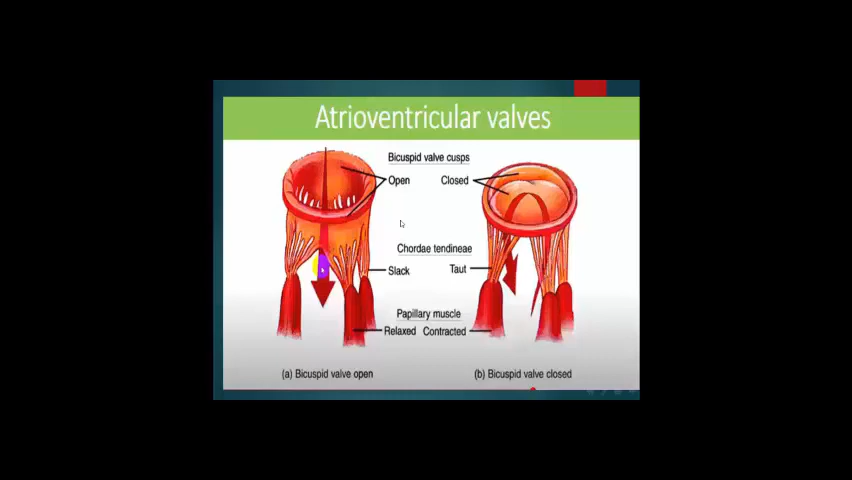 Atrioventricular valves
Bicuspid valve cusps
Open
Closed
Chordae tendineae
Slack
Taut
Papillary muscle
Relaxed
Contracted
(a) Bicuspid valve open
(b) Bicuspid valve closed